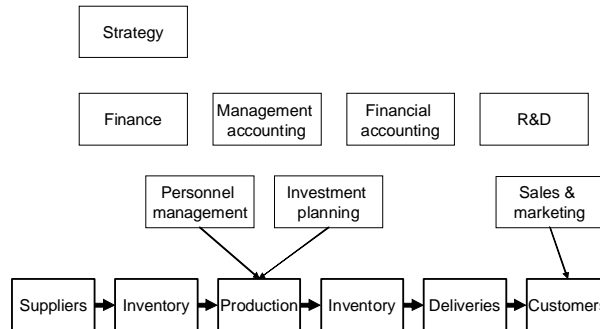 Strategy
Finance
Management
accounting
Financial
accounting
R&D
Personnel
management
Investment
planning
Sales &
marketing
Suppliers
Inventory
Production
Inventory
Deliveries
Customers